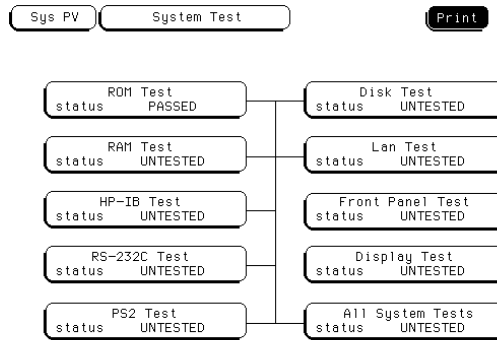 Sys PV
System Test
Print
ROM Test
status PASSED
Disk Test
status UNTESTED
RAM Test
status UNTESTED
Lan Test
status UNTESTED
HP-IB Test
status UNTESTED
Front Panel Test
status UNTESTED
RS-232C Test
status UNTESTED
Display Test
status UNTESTED
PS2 Test
status UNTESTED
All System Tests
status UNTESTED